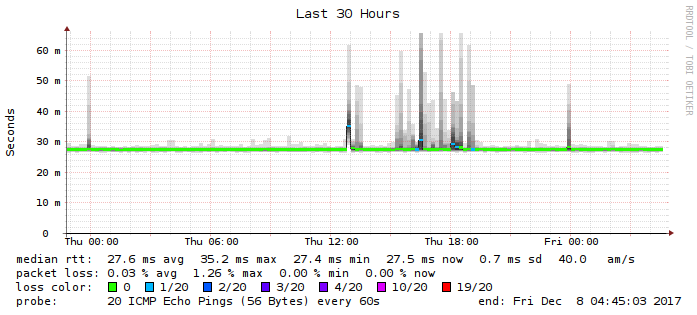 Last 30 Hours
RRDTOOL / TOBI OETIKER
Seconds
60 m
50 m
40 m
30 m
20 m
10 m
0
Thu 00:00 Thu 06:00 Thu 12:00 Thu 18:00 Fri 00:00
median rtt: 27.6 ms avg 35.2 ms max 27.4 ms min 27.5 ms now 0.7 ms sd 40.0 am/s
packet loss: 0.03 % avg 1.26 % max 0.00 % min 0.00 % now
loss color: 0 1/20 2/20 3/20 4/20 10/20 19/20
probe: 20 ICMP Echo Pings (56 Bytes) every 60s end: Fri Dec 8 04:45:03 2017